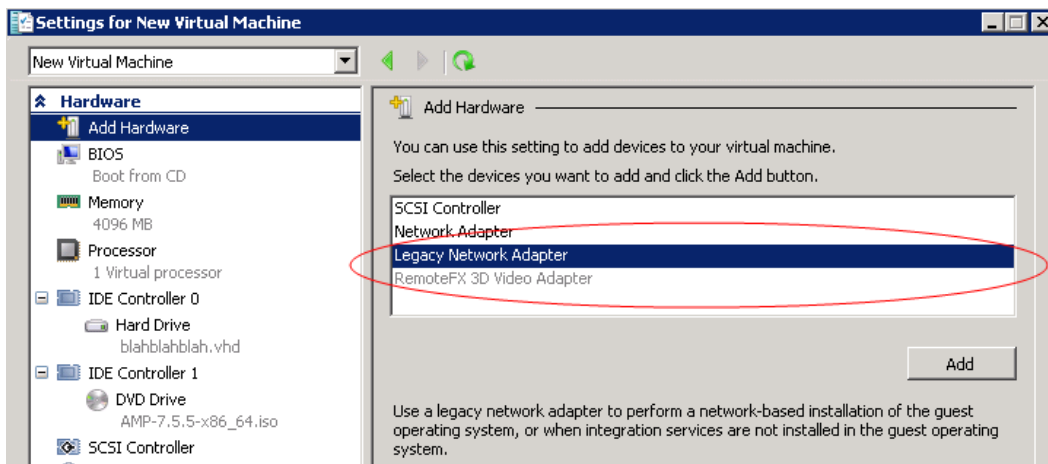 Settings for New Virtual Machine
New Virtual Machine
Hardware
Add Hardware
BIOS
Boot from CD
Memory
4096 MB
Processor
1 Virtual processor
IDE Controller 0
Hard Drive
blahblahblah.vhd
IDE Controller 1
DVD Drive
AMP-7.5.5-x86_64.iso
SCSI Controller
Add Hardware
You can use this setting to add devices to your virtual machine.
Select the devices you want to add and click the Add button.
SCSI Controller
Network Adapter
Legacy Network Adapter
RemoteFX 3D Video Adapter
Add
Use a legacy network adapter to perform a network-based installation of the guest
operating system, or when integration services are not installed in the guest operating
system.